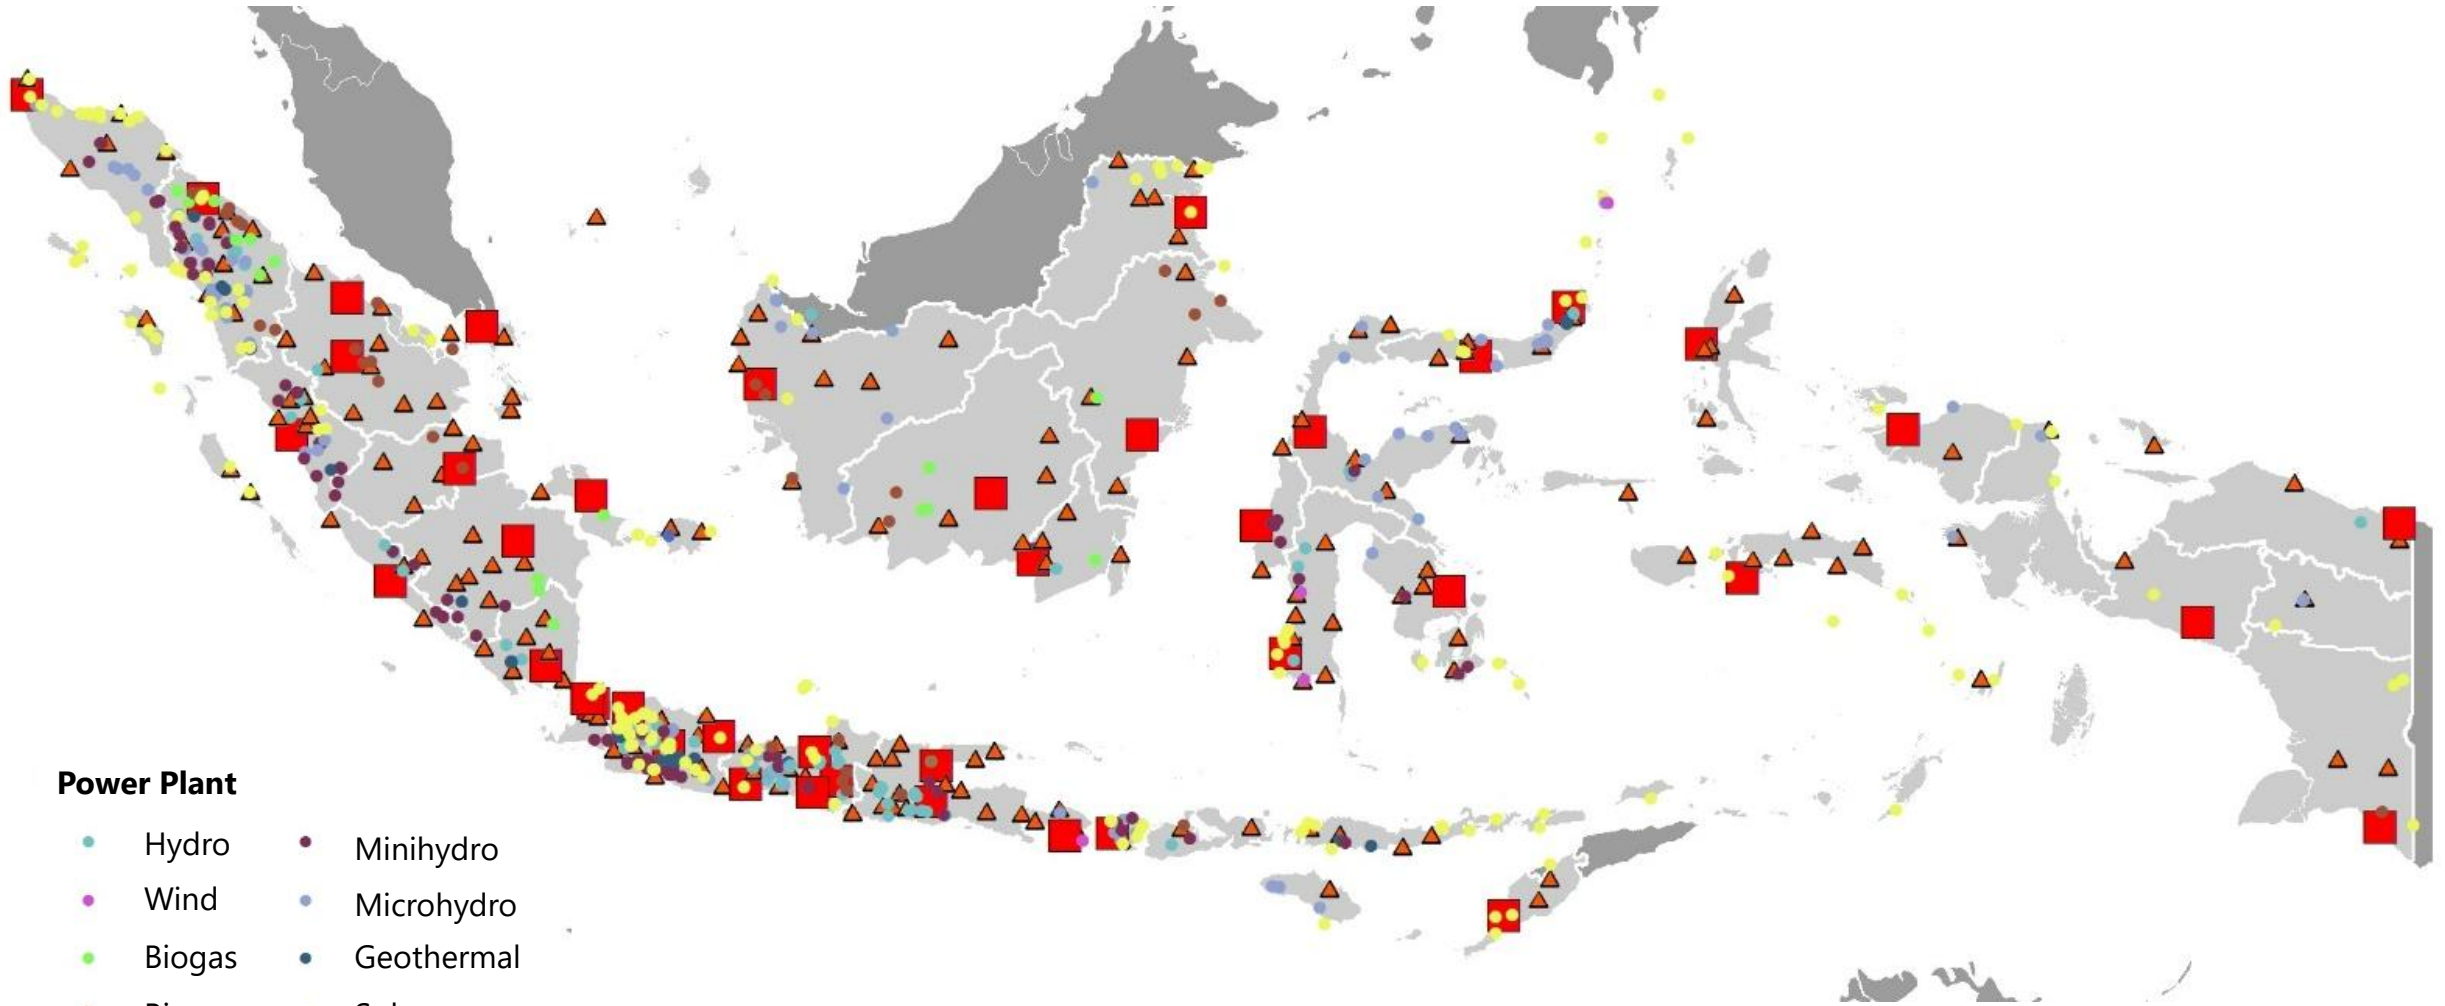 Power Plant
Hydro
Minihydro
Wind
Microhydro
Biogas
Geothermal